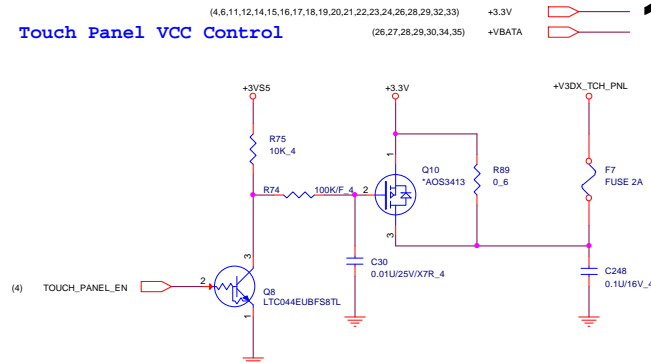 (4,6,11,12,14,15,16,17,18,19,20,21,22,23,24,26,28,29,32,33) +3.3V
Touch Panel VCC Control
(26,27,28,29,30,34,35) +VBATA
+3VS5
+3.3V
+V3DX_TCH_PNL
R75
10K_4
1
Q10
*AOS3413
R89
0_6
F7
FUSE 2A
R74 100K/F_4 2
3
C30
0.01U/25V/X7R_4
C248
0.1U/16V_4
3
(4) TOUCH_PANEL_EN 2
Q8
LTC044EUBFS8TL
1